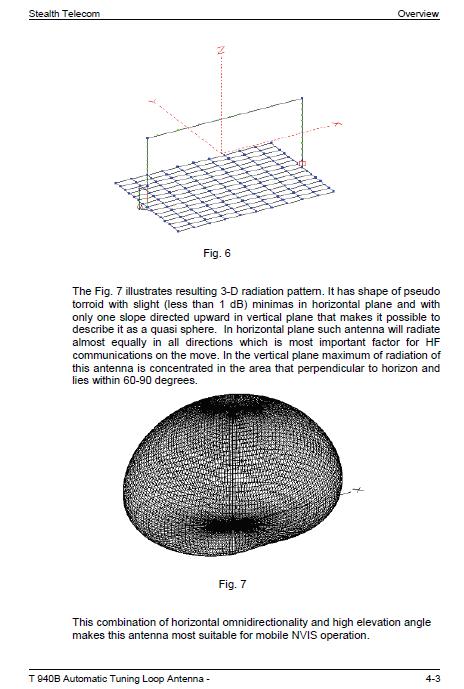 Stealth Telecom Overview
Z
Y
X
Fig. 6
The Fig. 7 illustrates resulting 3-D radiation pattern. It has shape of pseudo
torroid with slight (less than 1 dB) minimas in horizontal plane and with
only one slope directed upward in vertical plane that makes it possible to
describe it as a quasi sphere. In horizontal plane such antenna will radiate
almost equally in all directions which is most important factor for HF
communications on the move. In the vertical plane maximum of radiation of
this antenna is concentrated in the area that perpendicular to horizon and
lies within 60-90 degrees.
X
Fig. 7
This combination of horizontal omnidirectionality and high elevation angle
makes this antenna most suitable for mobile NVIS operation.
T 940B Automatic Tuning Loop Antenna - 4-3